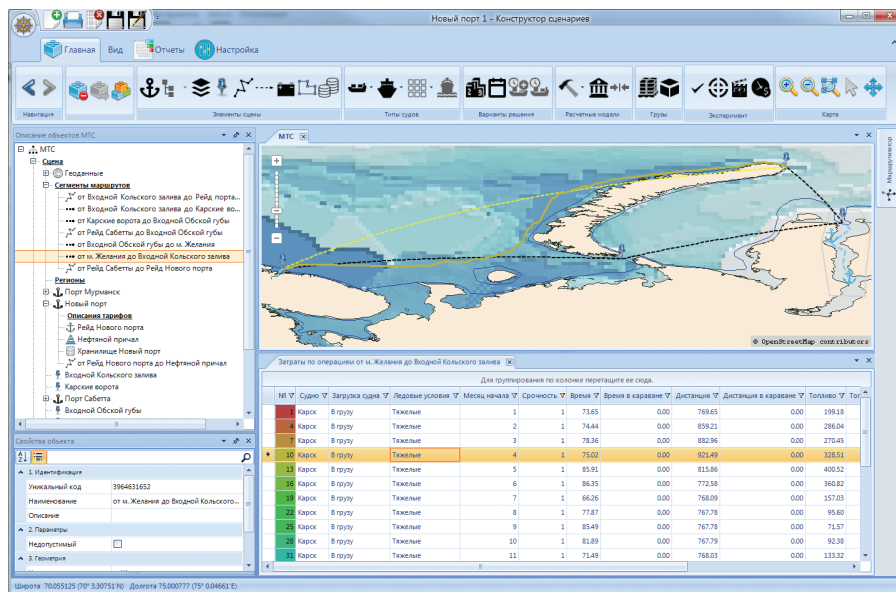 Новый порт 1 - Конструктор сценариев
Главная Вид Отчеты Настройка
Навигация Элементы сцены Типы судов Варианты решения Расчетные модели Грузы Эксперимент Карта
Описание объектов МТС
МТС
Сцена
Геоданные
Сегменты маршрутов
от Входной Кольского залива до Рейд порта...
от Входной Кольского залива до Карские во...
от Карские ворота до Входной Обской губы
от Рейд Сабетты до Входной Обской губы
от Входной Обской губы до м. Желания
от м. Желания до Входной Кольского залива
от Рейд Сабетты до Рейд Нового порта
Регионы
Порт Мурманск
Новый порт
Описания тарифов
Рейд Нового порта
Нефтяной причал
Хранилище Новый порт
от Рейд Нового порта до Нефтяной причал
Входной Кольского залива
Карские ворота
Порт Сабетта
Входной Обской губы
Свойства объекта
1. Идентификация
Уникальный код 3964631652
Наименование от м. Желания до Входной Кольского...
Описание
2. Параметры
Недопустимый
3. Геометрия
МТС
© OpenStreetMap contributors
Маршрутизатор
Затраты по операциям от м. Желания до Входной Кольского залива
Для группирования по колонке перетащите ее сюда.
№ Судно Загрузка судна Ледовые условия Месяц начала Срочность Время Время в караване Дистанция Дистанция в караване Топливо Топ
1 Карск В грузу Тяжелые 1 1 73.65 0.00 769.65 0.00 199.18
4 Карск В грузу Тяжелые 2 1 74.44 0.00 859.21 0.00 286.04
7 Карск В грузу Тяжелые 3 1 78.36 0.00 882.96 0.00 270.45
10 Карск В грузу Тяжелые 4 1 75.02 0.00 921.49 0.00 328.51
13 Карск В грузу Тяжелые 5 1 85.91 0.00 815.86 0.00 400.52
16 Карск В грузу Тяжелые 6 1 86.35 0.00 772.58 0.00 360.82
19 Карск В грузу Тяжелые 7 1 66.26 0.00 768.09 0.00 157.03
22 Карск В грузу Тяжелые 8 1 77.87 0.00 767.78 0.00 95.60
25 Карск В грузу Тяжелые 9 1 85.49 0.00 767.78 0.00 71.57
28 Карск В грузу Тяжелые 10 1 81.89 0.00 767.79 0.00 92.38
31 Карск В грузу Тяжелые 11 1 71.49 0.00 768.03 0.00 133.32
Широта 70.055125 (70° 3.30751'N) Долгота 75.000777 (75° 0.04661'E)